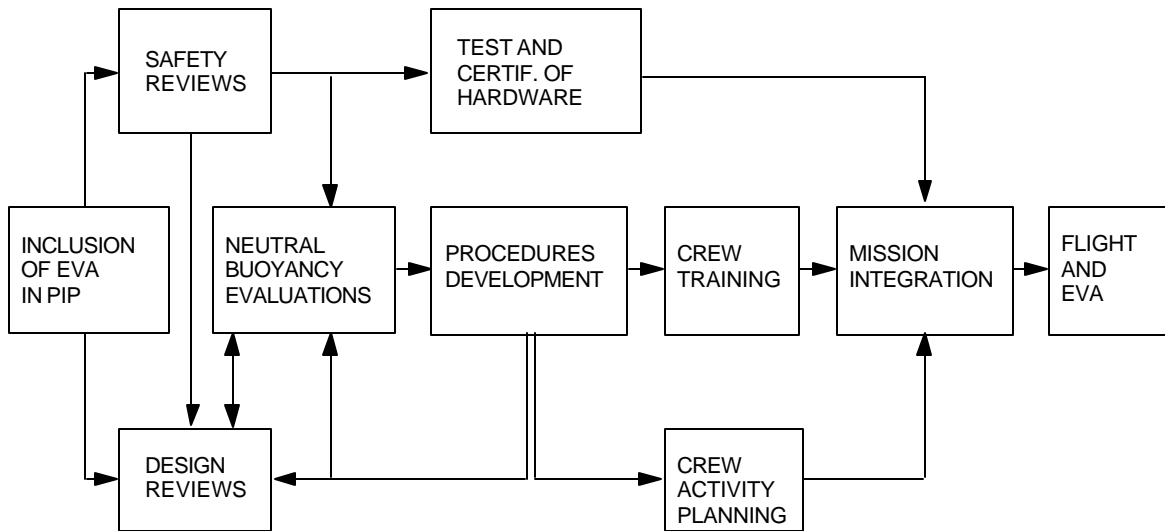 SAFETY
REVIEWS
TEST AND
CERTIF. OF
HARDWARE
INCLUSION
OF EVA
IN PIP
NEUTRAL
BUOYANCY
EVALUATIONS
PROCEDURES
DEVELOPMENT
CREW
TRAINING
MISSION
INTEGRATION
FLIGHT
AND
EVA
DESIGN
REVIEWS
CREW
ACTIVITY
PLANNING